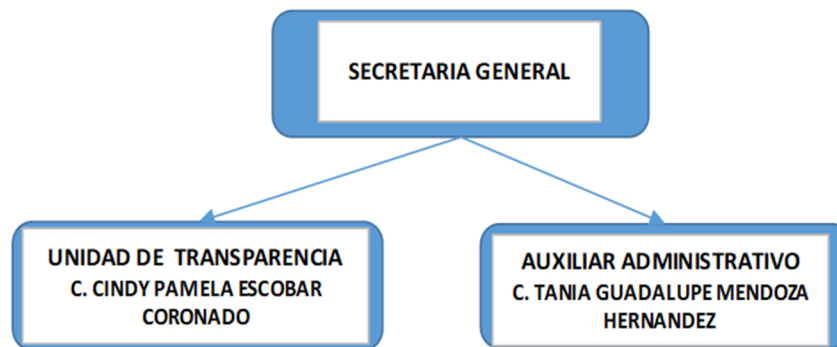 SECRETARIA GENERAL
UNIDAD DE TRANSPARENCIA
C. CINDY PAMELA ESCOBAR
CORONADO
AUXILIAR ADMINISTRATIVO
C. TANIA GUADALUPE MENDOZA
HERNANDEZ